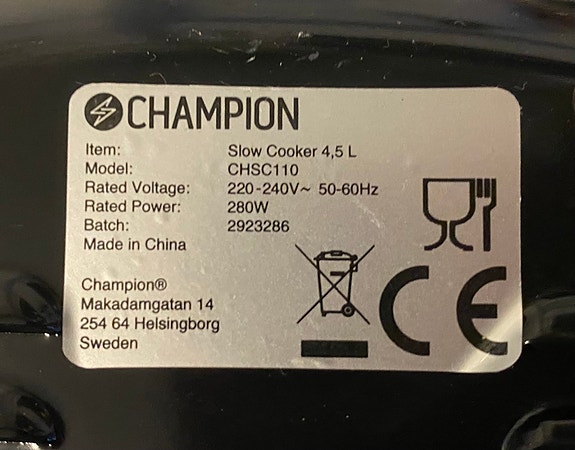 CHAMPION
Item: Slow Cooker 4,5 L
Model: CHSC110
Rated Voltage: 220-240V~ 50-60Hz
Rated Power: 280W
Batch: 2923286
Made in China
Champion®
Makadamgatan 14
254 64 Helsingborg
Sweden
CE